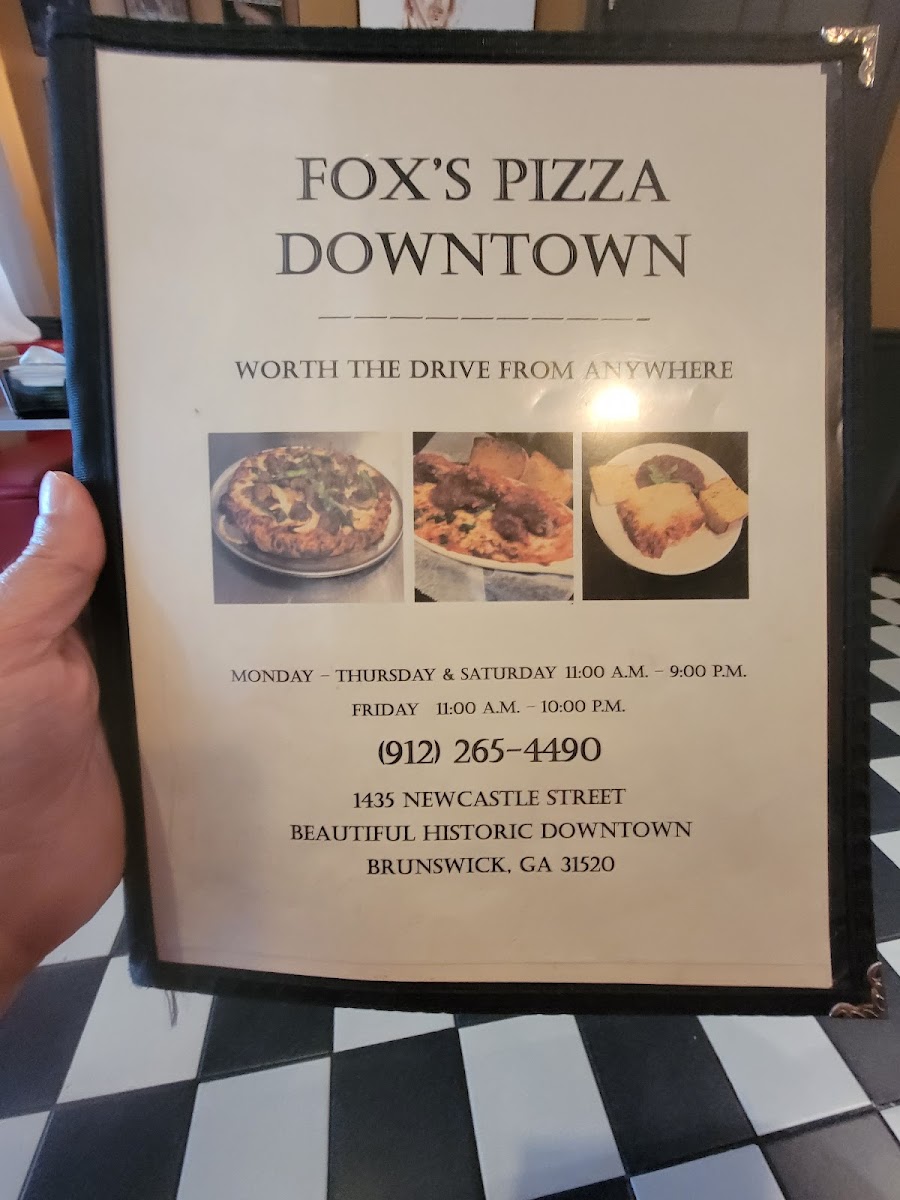 FOX'S PIZZA
DOWNTOWN
WORTH THE DRIVE FROM ANYWHERE
MONDAY – THURSDAY & SATURDAY 11:00 A.M. – 9:00 P.M.
FRIDAY 11:00 A.M. – 10:00 P.M.
(912) 265-4490
1435 NEWCASTLE STREET
BEAUTIFUL HISTORIC DOWNTOWN
BRUNSWICK, GA 31520